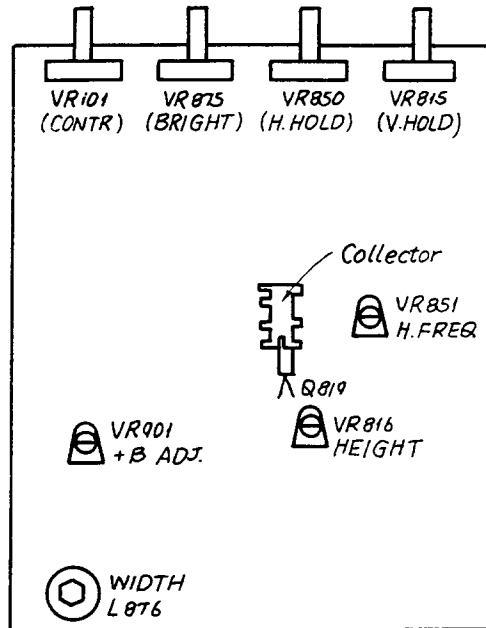 VR101 VR875 VR850 VR815
(CONTR) (BRIGHT) (H.HOLD) (V.HOLD)
Collector
VR851
H.FREQ
Q819
VR816
HEIGHT
VR901
+B ADJ.
WIDTH
L876